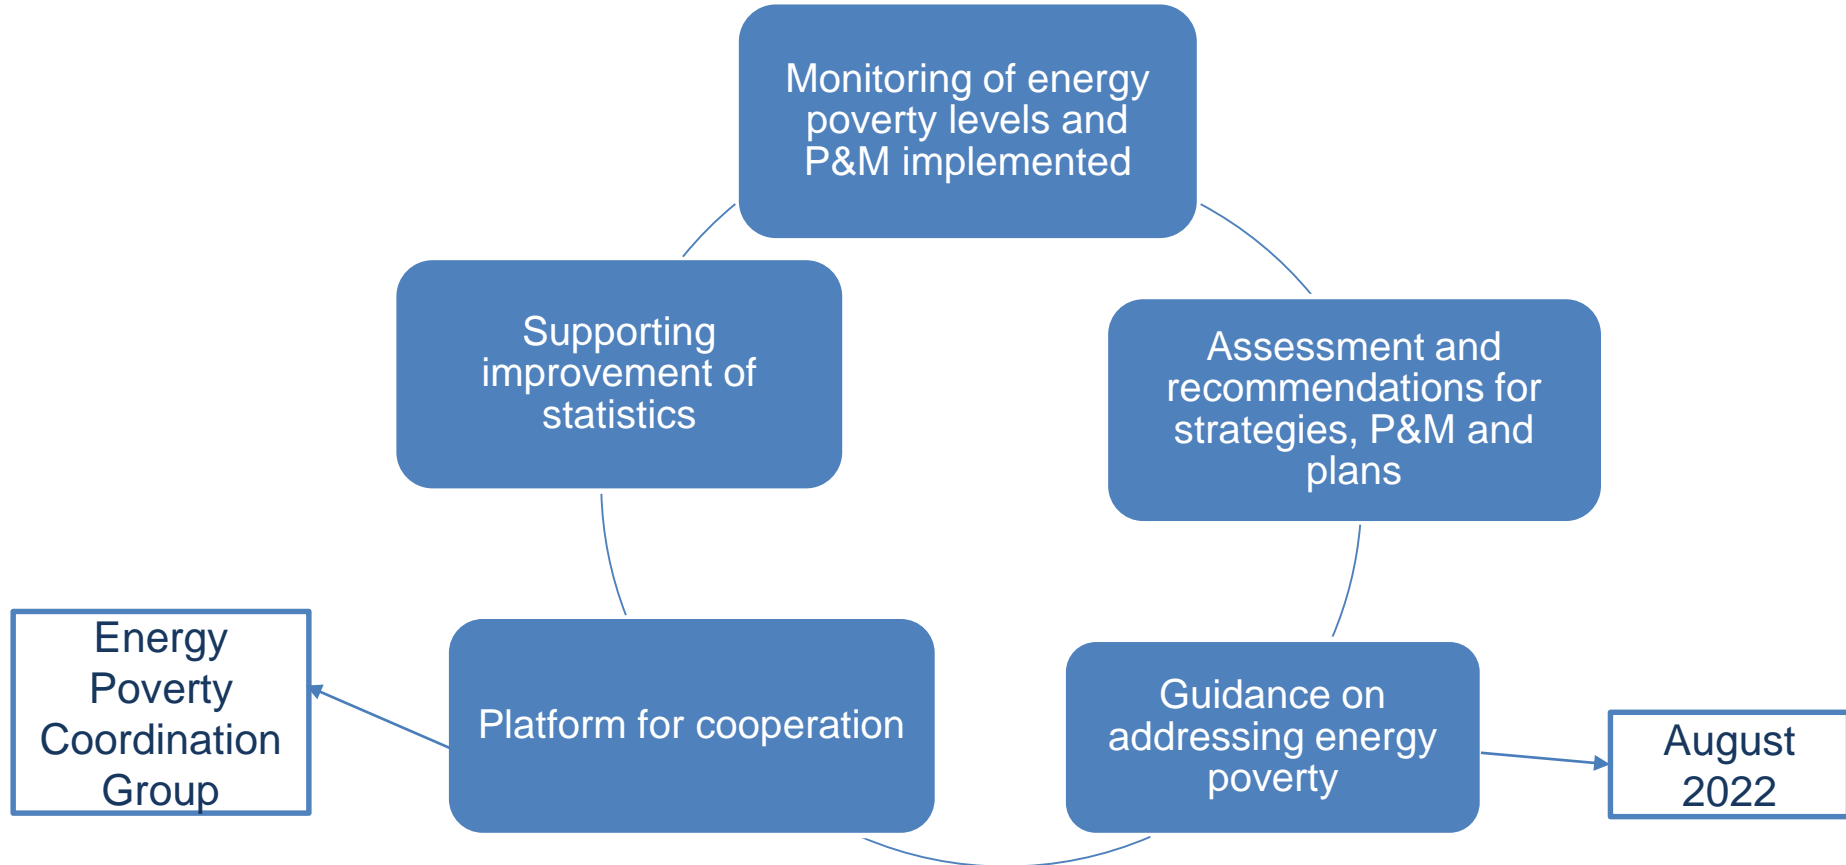 Monitoring of energy
poverty levels and
P&M implemented
Supporting
improvement of
statistics
Assessment and
recommendations for
strategies, P&M and
plans
Energy
Poverty
Coordination
Group
Platform for cooperation
Guidance on
addressing energy
poverty
August
2022